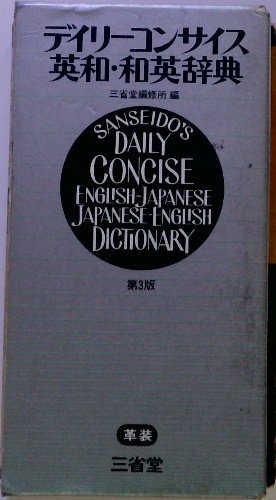 デイリーコンサイス
英和・和英辞典
三省堂編修所 編
SANSEIDO'S
DAILY
CONCISE
ENGLISH-JAPANESE
JAPANESE-ENGLISH
DICTIONARY
第3版
革装
三省堂